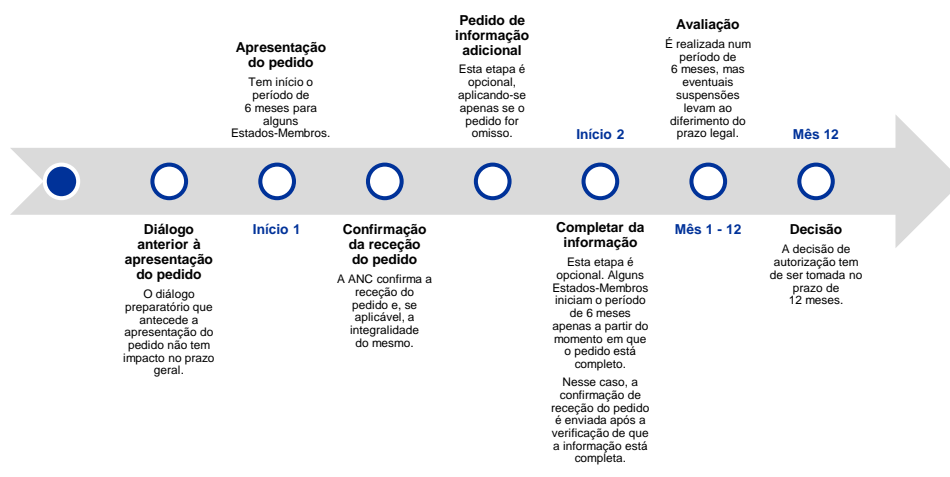 Diálogo
anterior à
apresentação
do pedido
O diálogo
preparatório que
antecede a
apresentação do
pedido não tem
impacto no prazo
geral.
Apresentação
do pedido
Tem início o
período de
6 meses para
alguns
Estados-Membros.
Início 1
Confirmação
da receção
do pedido
A ANC confirma a
receção do
pedido e, se
aplicável, a
integralidade
do mesmo.
Pedido de
informação
adicional
Esta etapa é
opcional,
aplicando-se
apenas se o
pedido for
omisso.
Início 2
Completar da
informação
Esta etapa é
opcional. Alguns
Estados-Membros
iniciam o período
de 6 meses
apenas a partir do
momento em que
o pedido está
completo.
Nesse caso, a
confirmação de
receção do pedido
é enviada após a
verificação de que
a informação está
completa.
Avaliação
É realizada num
período de
6 meses, mas
eventuais
suspensões
levam ao
diferimento do
prazo legal.
Mês 1 - 12
Mês 12
Decisão
A decisão de
autorização tem
de ser tomada no
prazo de
12 meses.